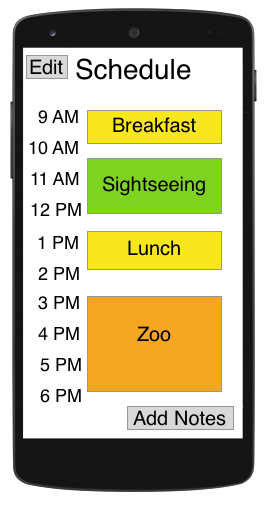 Edit Schedule
9 AM
Breakfast
10 AM
11 AM
Sightseeing
12 PM
1 PM
Lunch
2 PM
3 PM
4 PM
Zoo
5 PM
6 PM
Add Notes